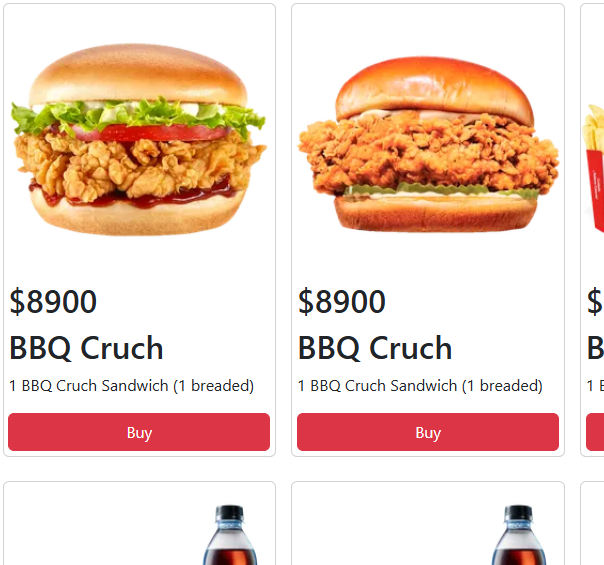 $8900
BBQ Cruch
1 BBQ Cruch Sandwich (1 breaded)
Buy
$8900
BBQ Cruch
1 BBQ Cruch Sandwich (1 breaded)
Buy
$
B
1 B